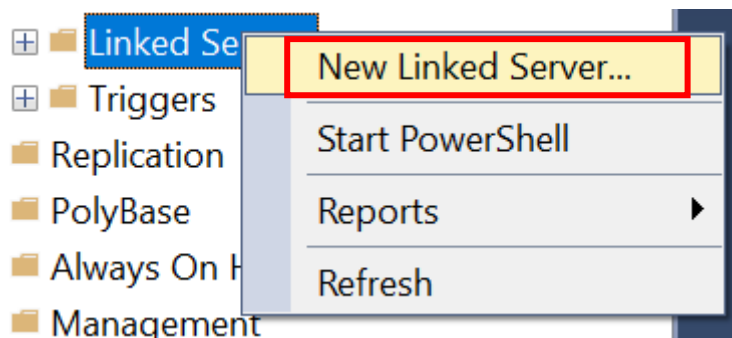 Linked Se
New Linked Server...
Triggers
Start PowerShell
Replication
PolyBase
Reports
Always On H
Refresh
Management